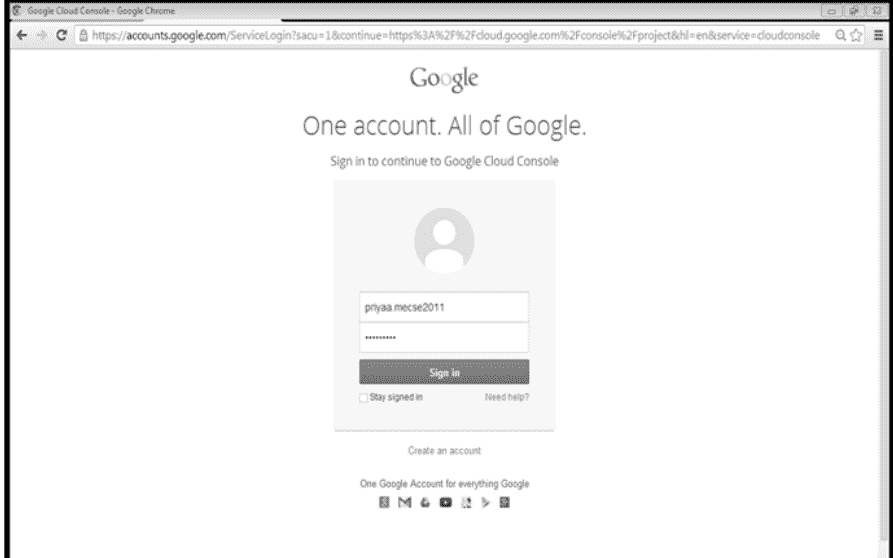 Google Cloud Console - Google Chrome
https://accounts.google.com/ServiceLogin?sacu=1&continue=https%3A%2F%2Fcloud.google.com%2Fconsole%2Fproject&hl=en&service=cloudconsole
Google
One account. All of Google.
Sign in to continue to Google Cloud Console
priyaa.mecse2011
•••••••••
Sign in
Stay signed in Need help?
Create an account
One Google Account for everything Google